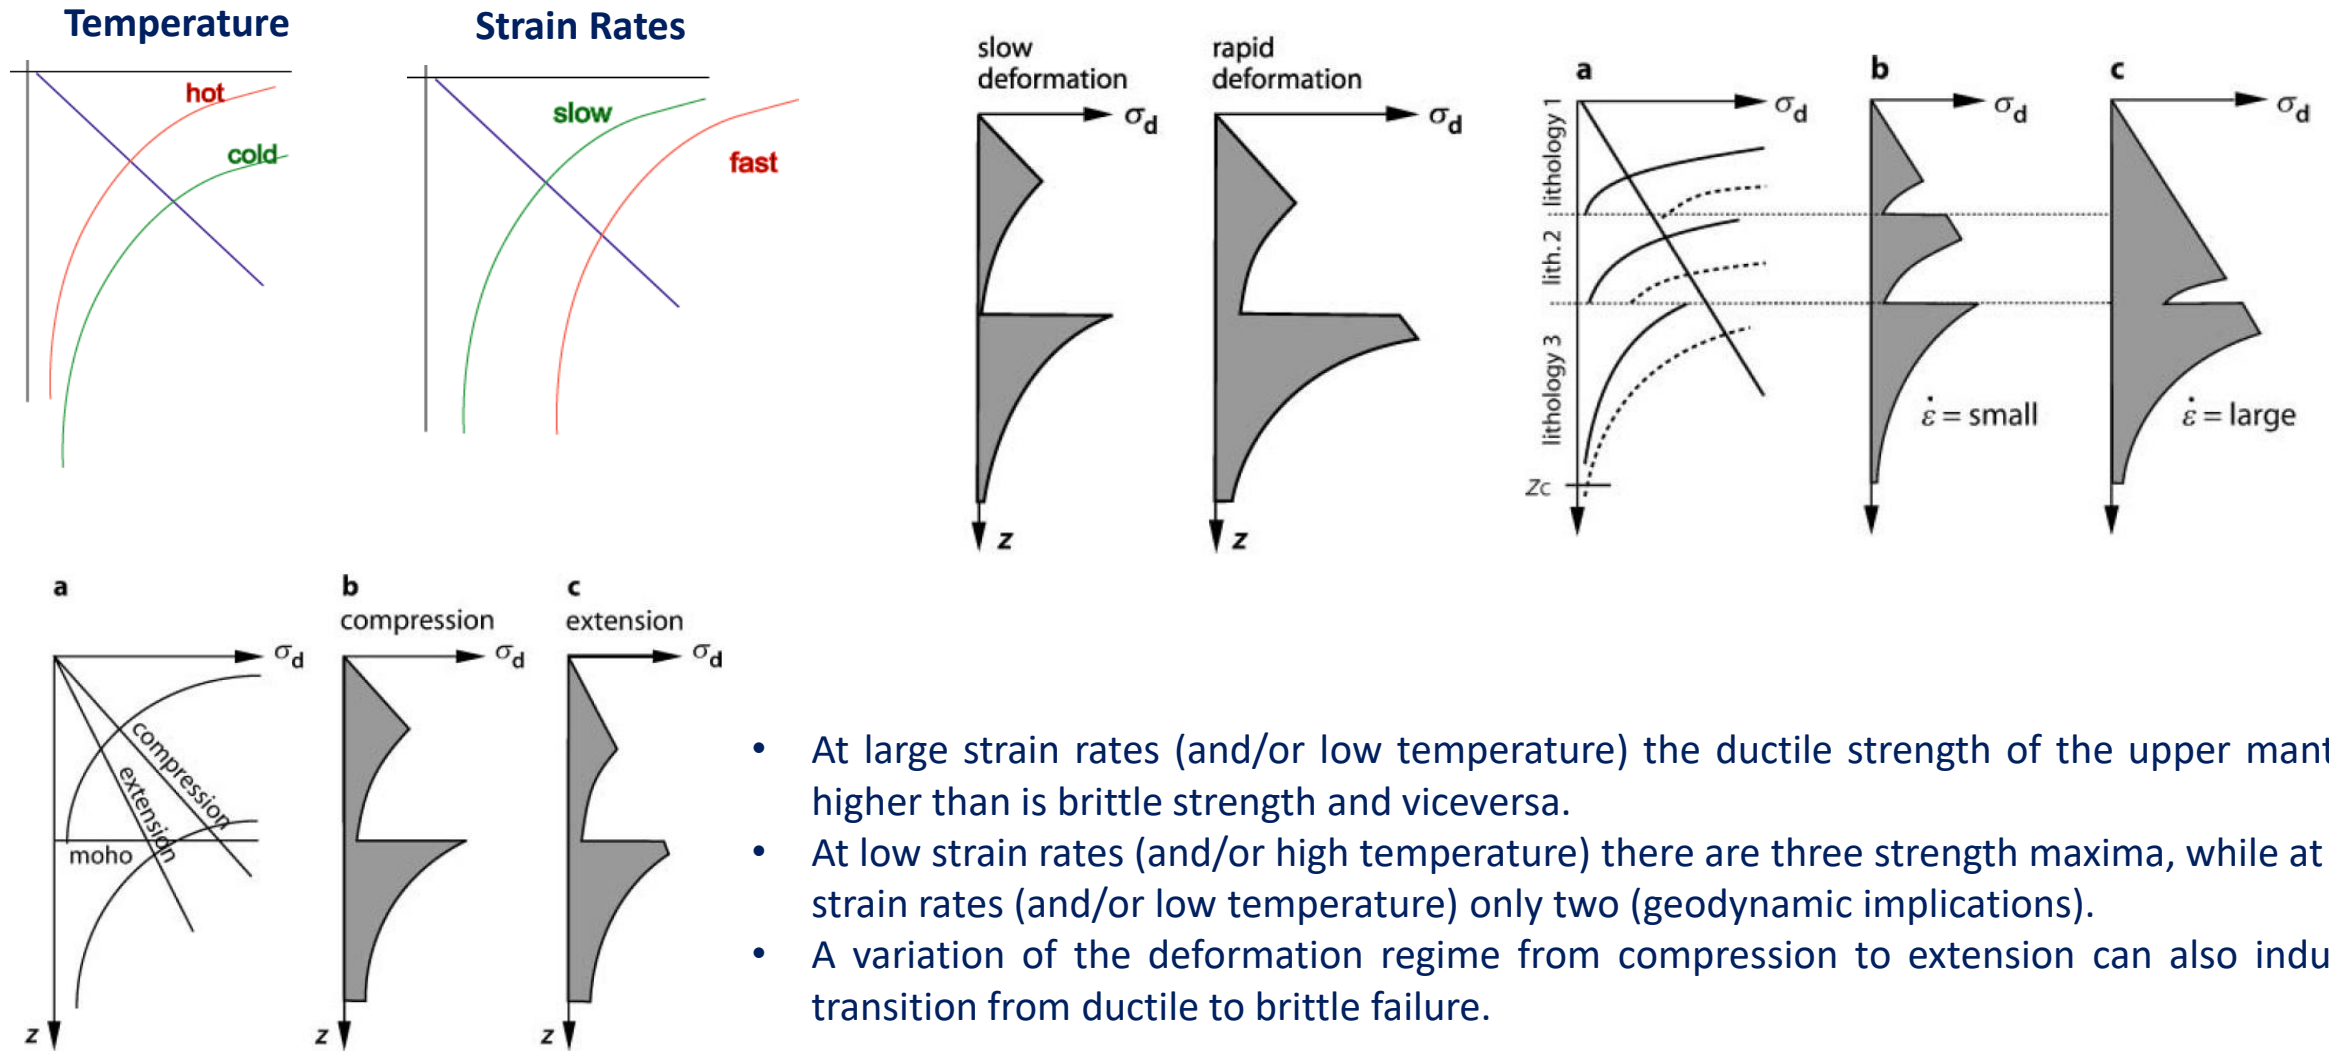 Temperature
hot
cold
Strain Rates
slow
fast
slow
deformation
σd
z
rapid
deformation
σd
z
a
σd
lithology 1
lith. 2
lithology 3
zc
b
σd
ε̇ = small
c
σd
ε̇ = large
a
σd
compression
extension
moho
z
b
compression
σd
z
c
extension
σd
z
• At large strain rates (and/or low temperature) the ductile strength of the upper mant
higher than is brittle strength and viceversa.
• At low strain rates (and/or high temperature) there are three strength maxima, while at
strain rates (and/or low temperature) only two (geodynamic implications).
• A variation of the deformation regime from compression to extension can also indu
transition from ductile to brittle failure.